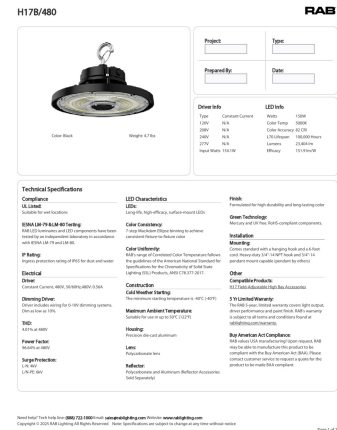 H17B/480
RAB
Project:
Type:
Prepared By:
Date:
Color: Black
Weight: 4.7 lbs
Driver Info
LED Info
Type Constant Current
Watts 150W
120V N/A
Color Temp 5000K
208V N/A
Color Accuracy 82 CRI
240V N/A
L70 Lifespan 100,000 Hours
277V N/A
Lumens
Input Watts 154.1W
Efficacy 151.9 lm/W
Technical Specifications
Compliance
UL Listed:
Suitable for wet locations
IESNA LM-79 & LM-80 Testing:
RAB LED luminaires and LED components have been
tested by an independent laboratory in accordance
with IESNA LM-79 and LM-80.
IP Rating:
Ingress protection rating of IP65 for dust and water
Electrical
Driver:
Constant Current, 480V, 50/60Hz, 480V: 0.36A
Dimming Driver:
Driver includes wiring for 0-10V dimming systems.
Dims as low as 10%.
THD:
4.01% at 480V
Power Factor:
96.69% at 480V
Surge Protection:
L-N: 4kV
L/N-PE: 6kV
LED Characteristics
LEDs:
Long-life, high-efficacy, surface-mount LEDs
Color Consistency:
7-step MacAdam Ellipse binning to achieve
consistent fixture-to-fixture color
Color Uniformity:
RAB's range of Correlated Color Temperature follows
the guidelines of the American National Standard for
Specifications for the Chromaticity of Solid State
Lighting (SSL) Products, ANSI C78.377-2017.
Construction
Cold Weather Starting:
The minimum starting temperature is -40°C (-40°F)
Maximum Ambient Temperature:
Suitable for use in up to 50°C (122°F)
Housing:
Precision die-cast aluminum
Lens:
Polycarbonate lens
Reflector:
Polycarbonate and Aluminum (Reflector Accessories
Sold Separately)
Finish:
Formulated for high durability and long-lasting color
Green Technology:
Mercury and UV free. RoHS-compliant components.
Installation
Mounting:
Comes standard with a hanging hook and a 6-foot
cord. Heavy-duty 3/4"-14 NPT hook and 3/4"-14
pendant mount capable (pendant by others)
Other
Compatible Products:
H17 Field-Adjustable High Bay Accessories
5 Yr Limited Warranty:
The RAB 5-year, limited warranty covers light output,
driver performance and paint finish. RAB's warranty
is subject to all terms and conditions found at
rablighting.com/warranty.
Buy American Act Compliance:
RAB values USA manufacturing! Upon request, RAB
may be able to manufacture this product to be
compliant with the Buy American Act (BAA). Please
contact customer service to request a quote for the
product to be made BAA compliant.
Need help? Tech help line: (888) 722-1000 Email: sales@rablighting.com Website: www.rablighting.com
Copyright © 2025 RAB Lighting All Rights Reserved Note: Specifications are subject to change at any time without notice
Page 1 of 2